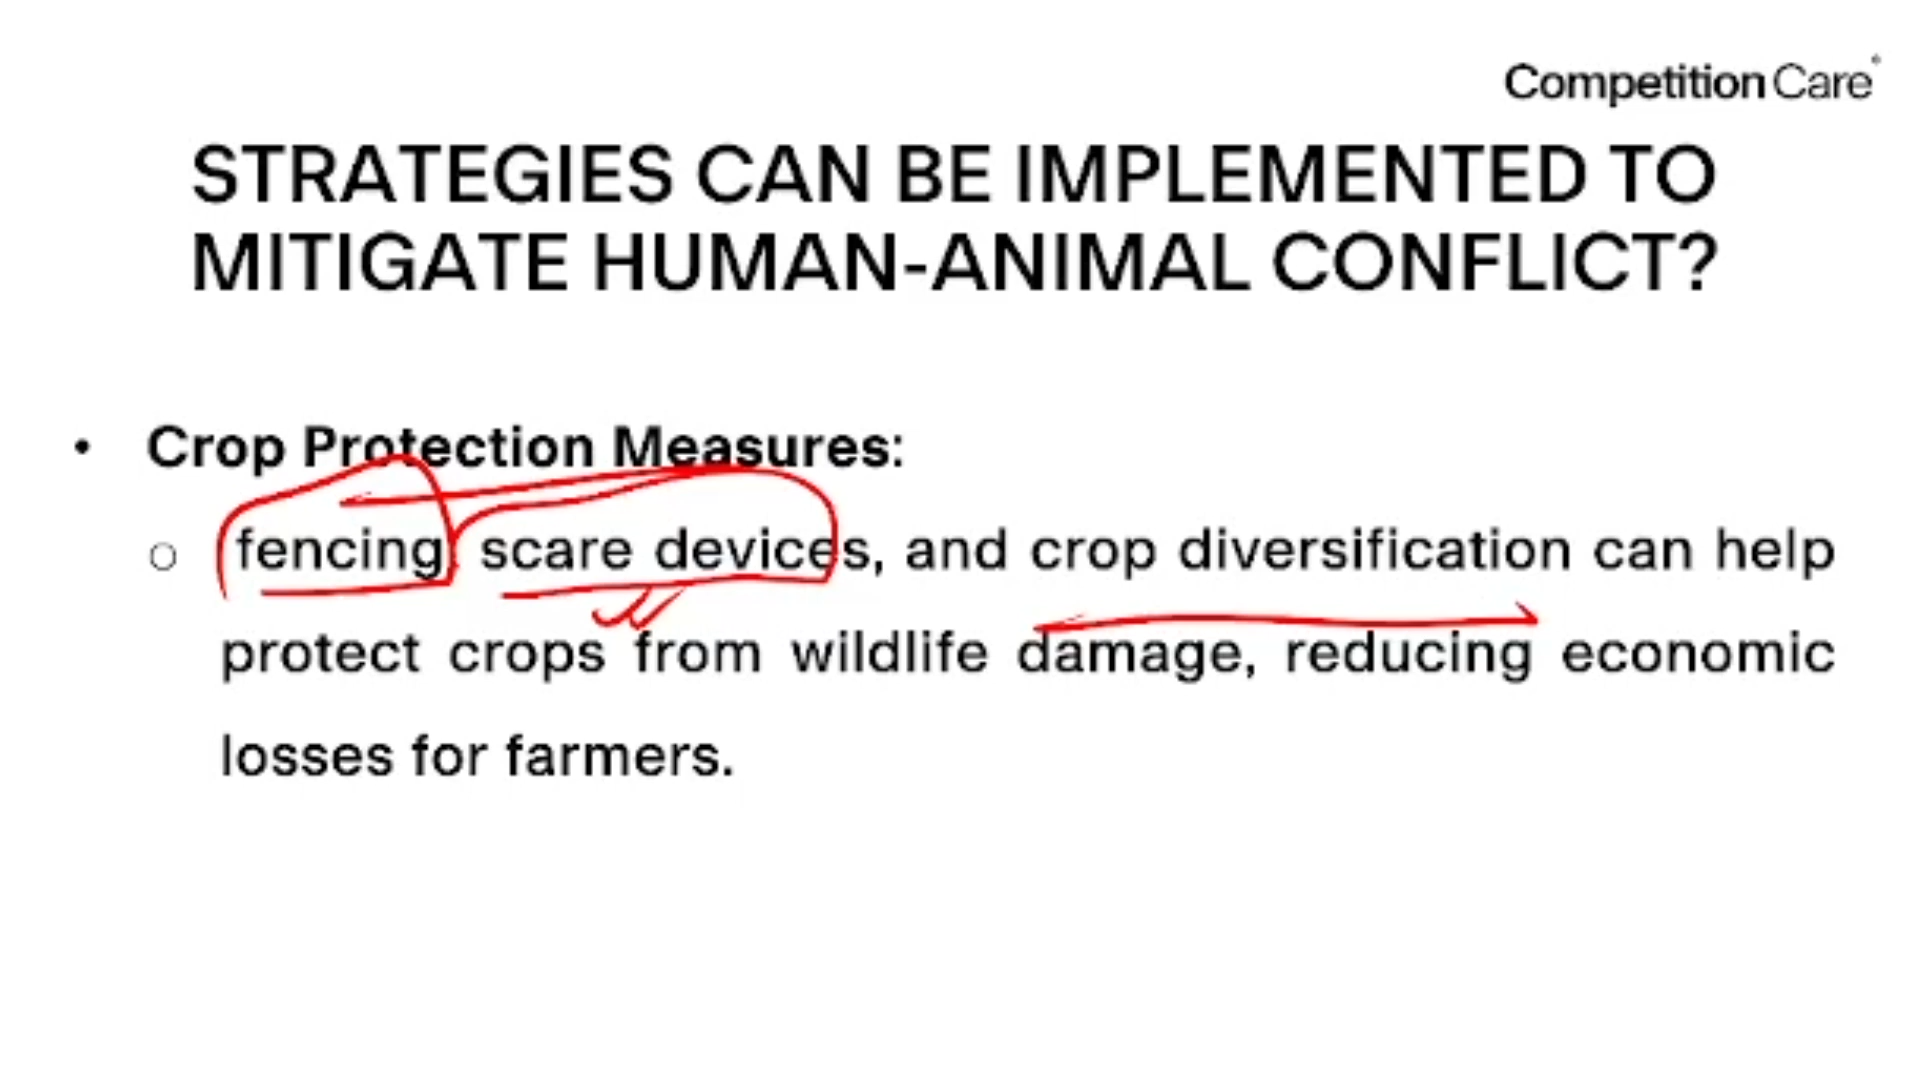 Competition Care
STRATEGIES CAN BE IMPLEMENTED TO
MITIGATE HUMAN-ANIMAL CONFLICT?
• Crop Protection Measures:
○ fencing, scare devices, and crop diversification can help
protect crops from wildlife damage, reducing economic
losses for farmers.